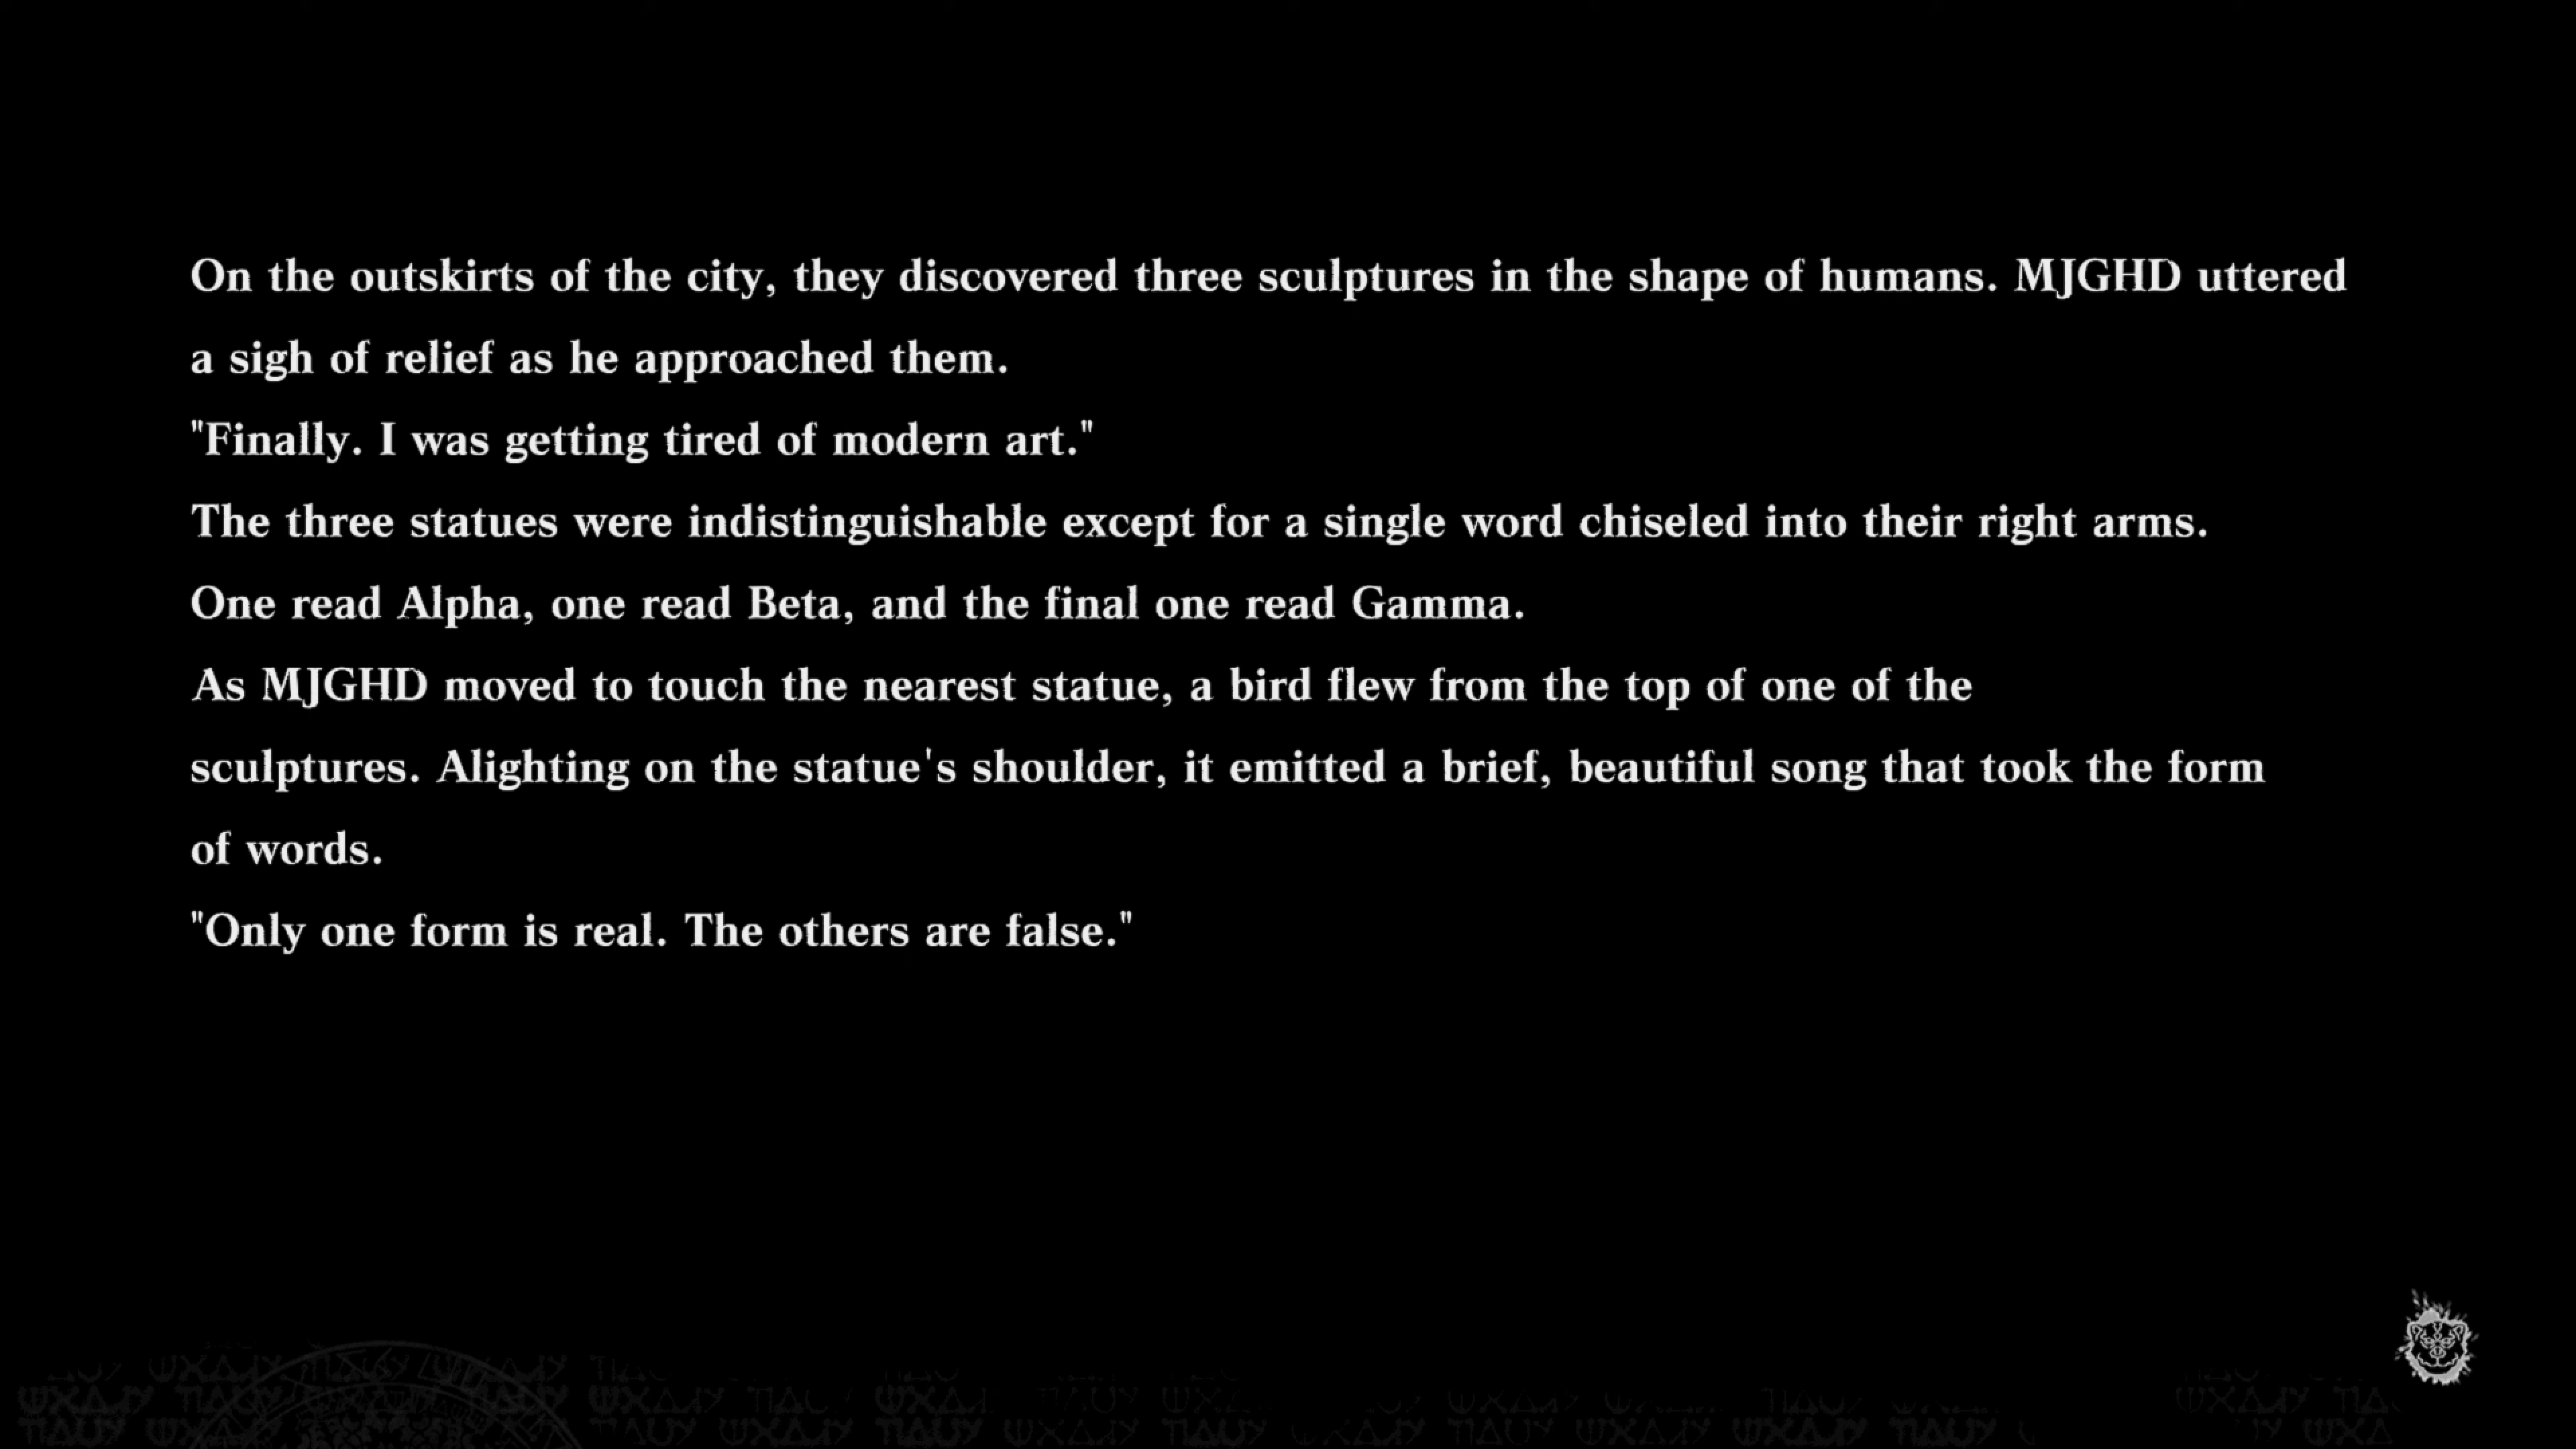 On the outskirts of the city, they discovered three sculptures in the shape of humans. MJGHD uttered
a sigh of relief as he approached them.
"Finally. I was getting tired of modern art."
The three statues were indistinguishable except for a single word chiseled into their right arms.
One read Alpha, one read Beta, and the final one read Gamma.
As MJGHD moved to touch the nearest statue, a bird flew from the top of one of the
sculptures. Alighting on the statue's shoulder, it emitted a brief, beautiful song that took the form
of words.
"Only one form is real. The others are false."